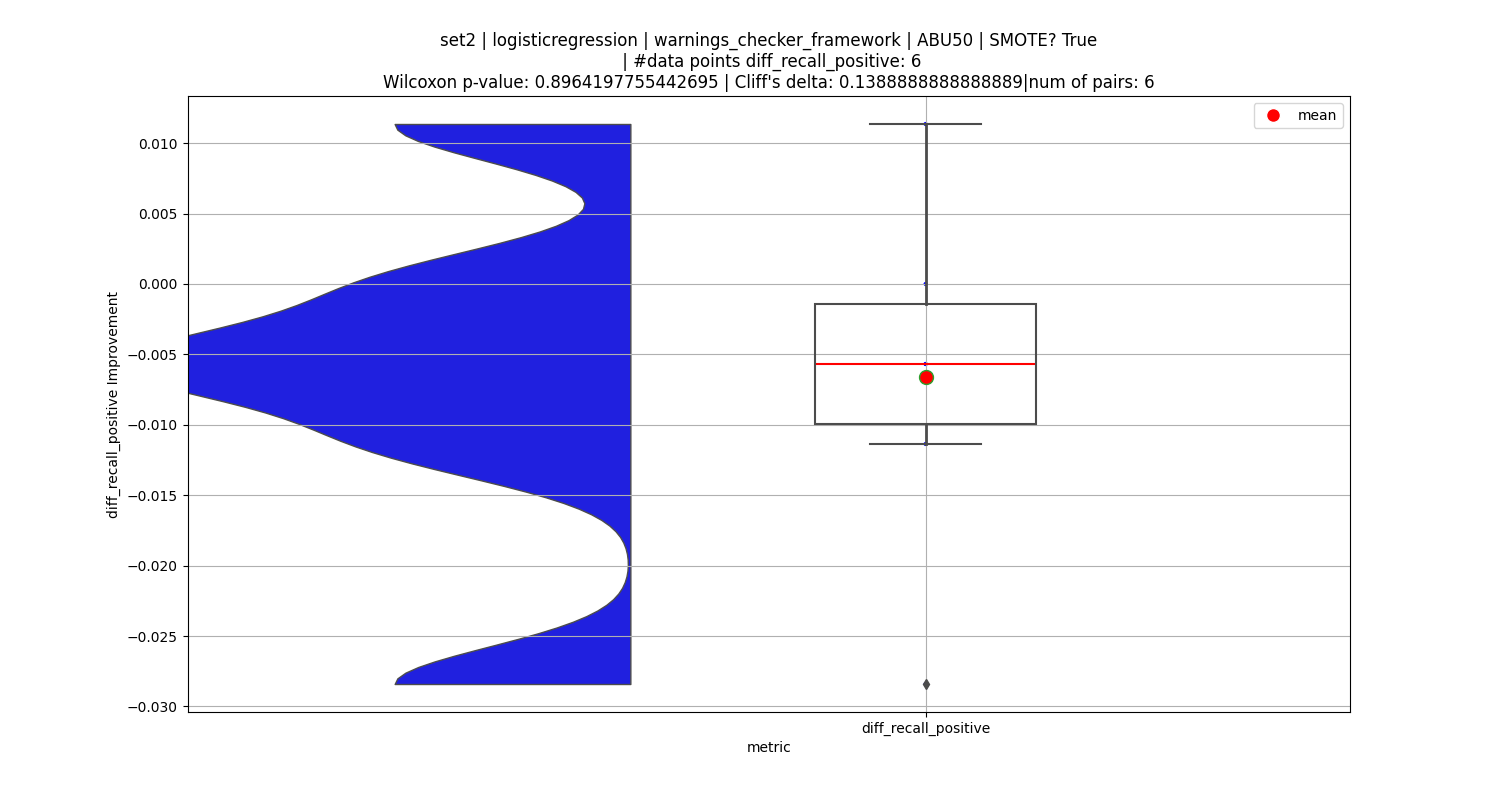 set2 | logisticregression | warnings_checker_framework | ABU50 | SMOTE? True
| #data points diff_recall_positive: 6
Wilcoxon p-value: 0.8964197755442695 | Cliff's delta: 0.1388888888888889|num of pairs: 6
mean
0.010
0.005
0.000
−0.005
−0.010
−0.015
−0.020
−0.025
−0.030
diff_recall_positive Improvement
diff_recall_positive
metric